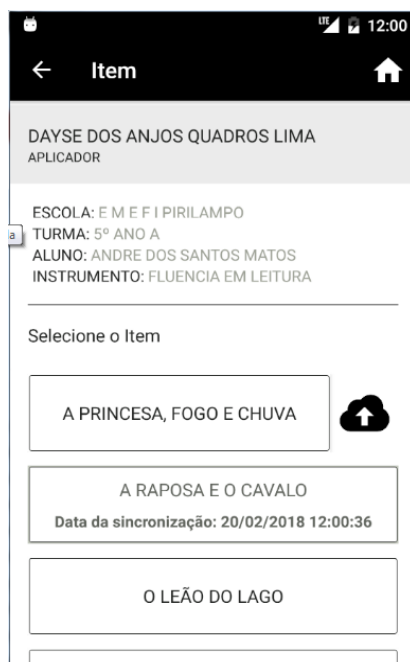 LTE 12:00
Item
DAYSE DOS ANJOS QUADROS LIMA
APLICADOR
ESCOLA: E M E F I PIRILAMPO
a
TURMA: 5º ANO A
ALUNO: ANDRE DOS SANTOS MATOS
INSTRUMENTO: FLUENCIA EM LEITURA
Selecione o Item
A PRINCESA, FOGO E CHUVA
A RAPOSA E O CAVALO
Data da sincronização: 20/02/2018 12:00:36
O LEÃO DO LAGO